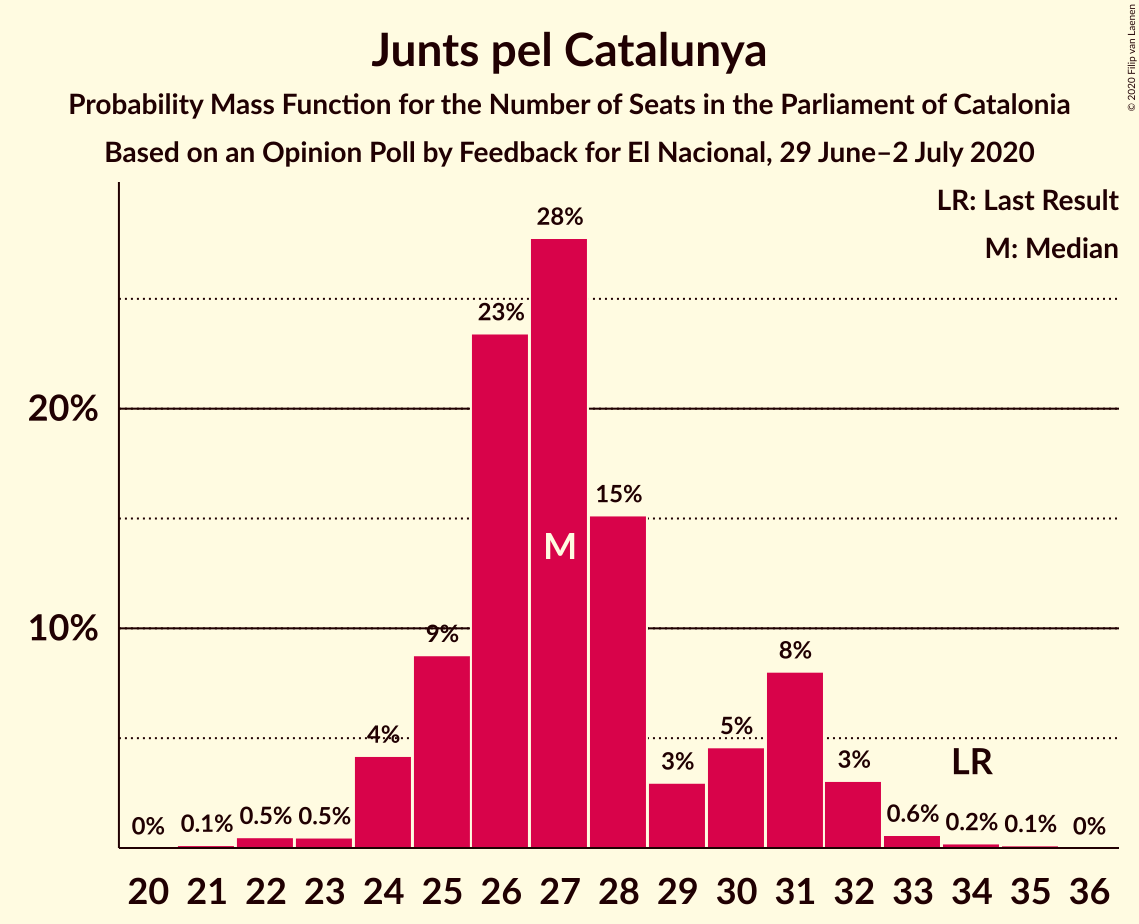 Junts pel Catalunya
Probability Mass Function for the Number of Seats in the Parliament of Catalonia
Based on an Opinion Poll by Feedback for El Nacional, 29 June–2 July 2020
© 2020 Filip van Laenen
LR: Last Result
M: Median
28%
23%
20%
15%
M
10%
9%
8%
4%
5%
3%
3%
LR
0%
0.1%
0.5%
0.5%
0.6%
0.2%
0.1%
0%
20 21 22 23 24 25 26 27 28 29 30 31 32 33 34 35 36